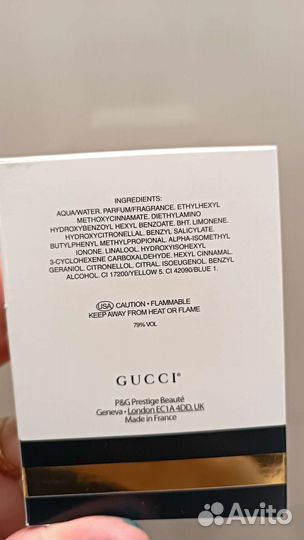 INGREDIENTS:
AQUA/WATER. PARFUM/FRAGRANCE. ETHYLHEXYL
METHOXYCINNAMATE. DIETHYLAMINO
HYDROXYBENZOYL HEXYL BENZOATE. BHT. LIMONENE.
HYDROXYCITRONELLAL. BENZYL SALICYLATE.
BUTYLPHENYL METHYLPROPIONAL. ALPHA-ISOMETHYL
IONONE. LINALOOL. HYDROXYISOHEXYL
3-CYCLOHEXENE CARBOXALDEHYDE. HEXYL CINNAMAL.
GERANIOL. CITRONELLOL. CITRAL. ISOEUGENOL. BENZYL
ALCOHOL. CI 17200/YELLOW 5. CI 42090/BLUE 1.
USA CAUTION • FLAMMABLE
KEEP AWAY FROM HEAT OR FLAME
79% VOL
GUCCI®
P&G Prestige Beauté
Geneva • London EC1A 4DD, UK
Made in France
Avito